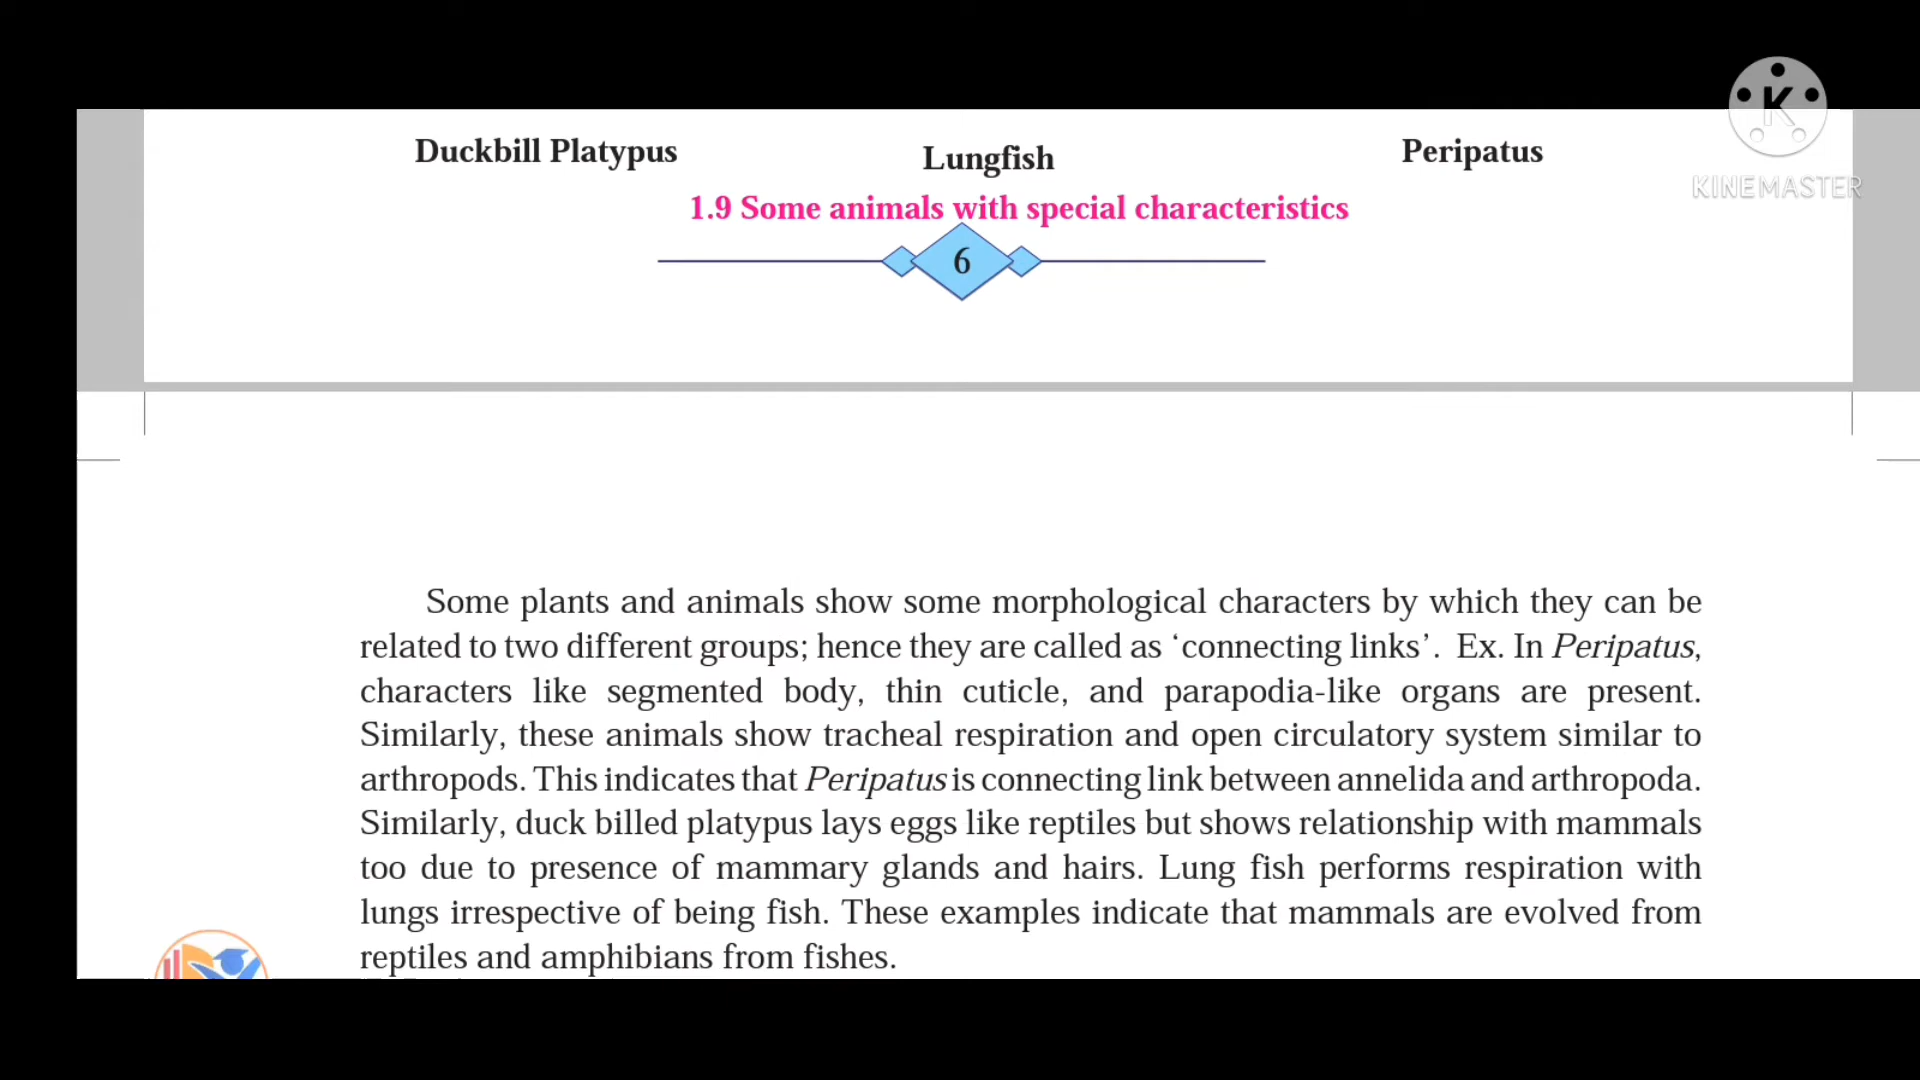 Duckbill Platypus
Lungfish
Peripatus
KINEMASTER
1.9 Some animals with special characteristics
6
Some plants and animals show some morphological characters by which they can be
related to two different groups; hence they are called as ‘connecting links’. Ex. In Peripatus,
characters like segmented body, thin cuticle, and parapodia-like organs are present.
Similarly, these animals show tracheal respiration and open circulatory system similar to
arthropods. This indicates that Peripatus is connecting link between annelida and arthropoda.
Similarly, duck billed platypus lays eggs like reptiles but shows relationship with mammals
too due to presence of mammary glands and hairs. Lung fish performs respiration with
lungs irrespective of being fish. These examples indicate that mammals are evolved from
reptiles and amphibians from fishes.